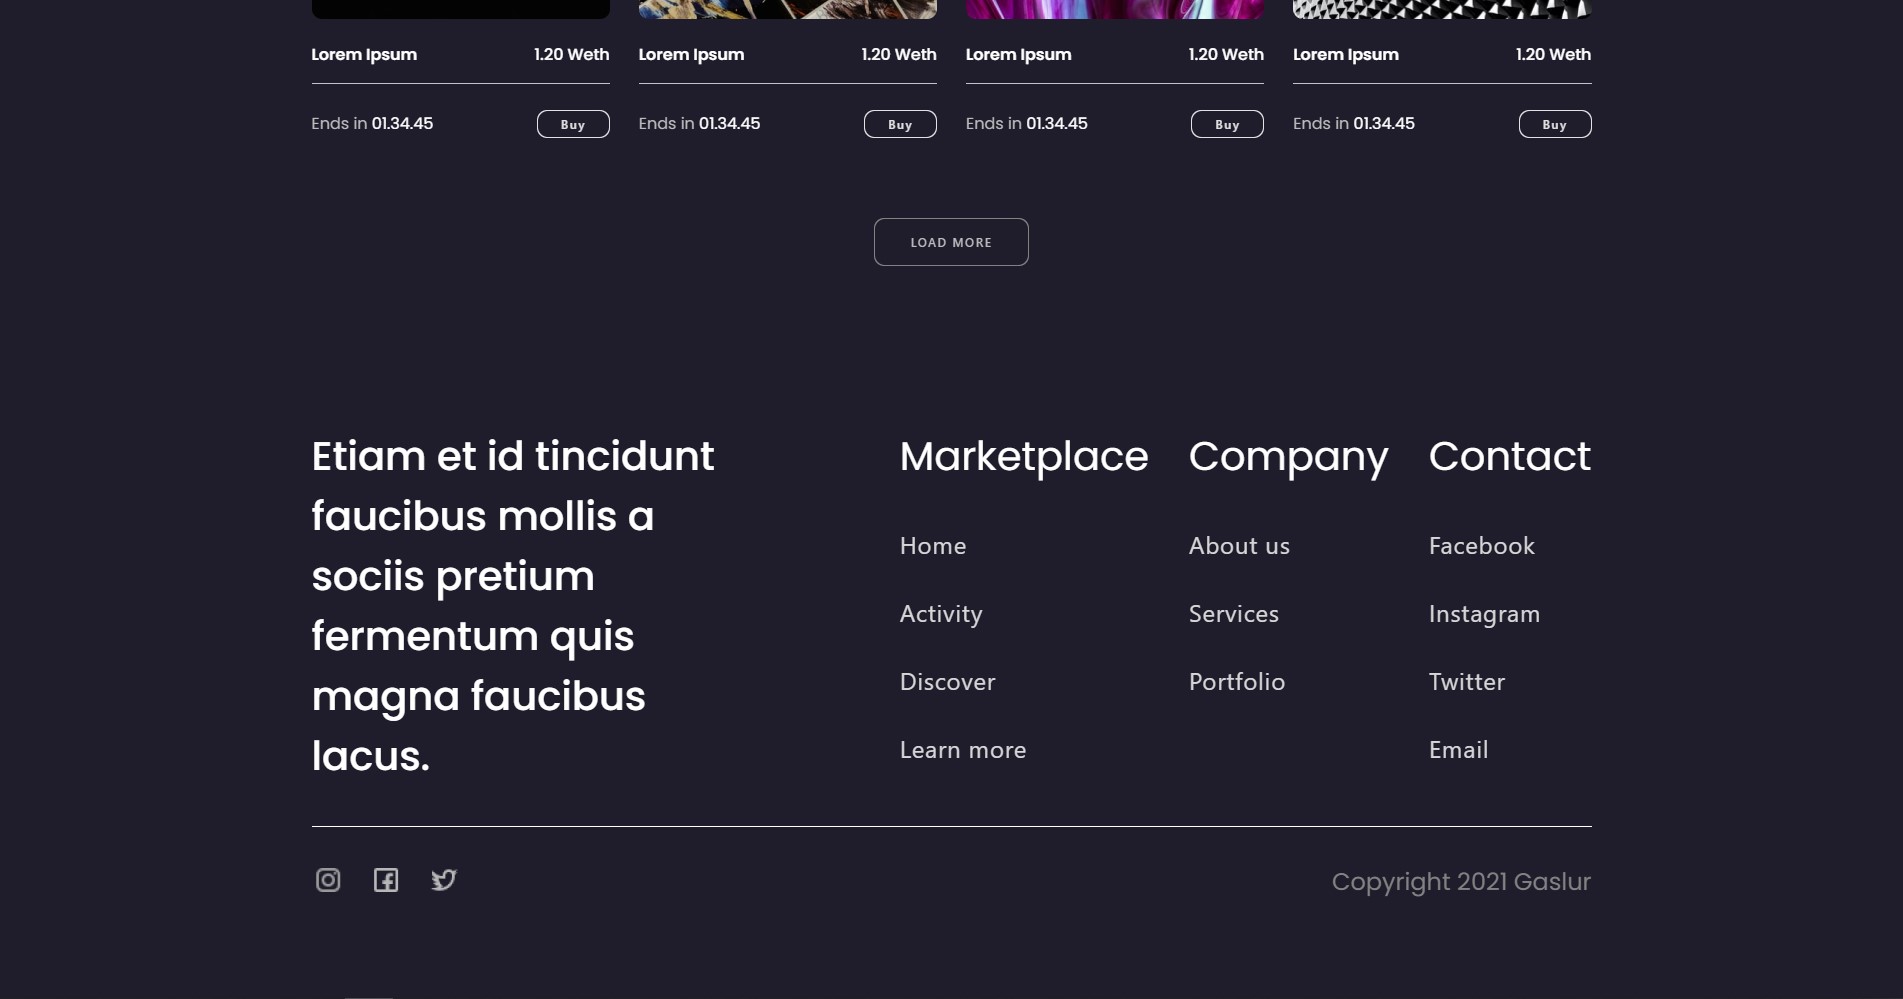 Lorem Ipsum 1.20 Weth Lorem Ipsum 1.20 Weth Lorem Ipsum 1.20 Weth Lorem Ipsum 1.20 Weth
Ends in 01.34.45 Buy Ends in 01.34.45 Buy Ends in 01.34.45 Buy Ends in 01.34.45 Buy
LOAD MORE
Etiam et id tincidunt
faucibus mollis a
sociis pretium
fermentum quis
magna faucibus
lacus.
Marketplace
Home
Activity
Discover
Learn more
Company
About us
Services
Portfolio
Contact
Facebook
Instagram
Twitter
Email
Copyright 2021 Gaslur